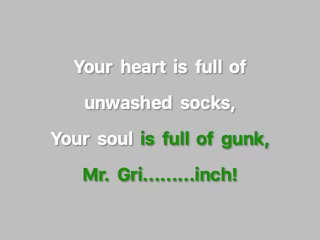 Your heart is full of
unwashed socks,
Your soul is full of gunk,
Mr. Gri.........inch!